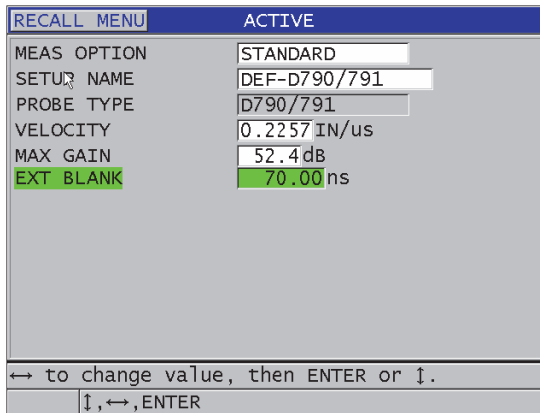 RECALL MENU ACTIVE
MEAS OPTION STANDARD
SETUP NAME DEF-D790/791
PROBE TYPE D790/791
VELOCITY 0.2257 IN/us
MAX GAIN 52.4 dB
EXT BLANK 70.00 ns
↔ to change value, then ENTER or ↕.
↕,↔,ENTER